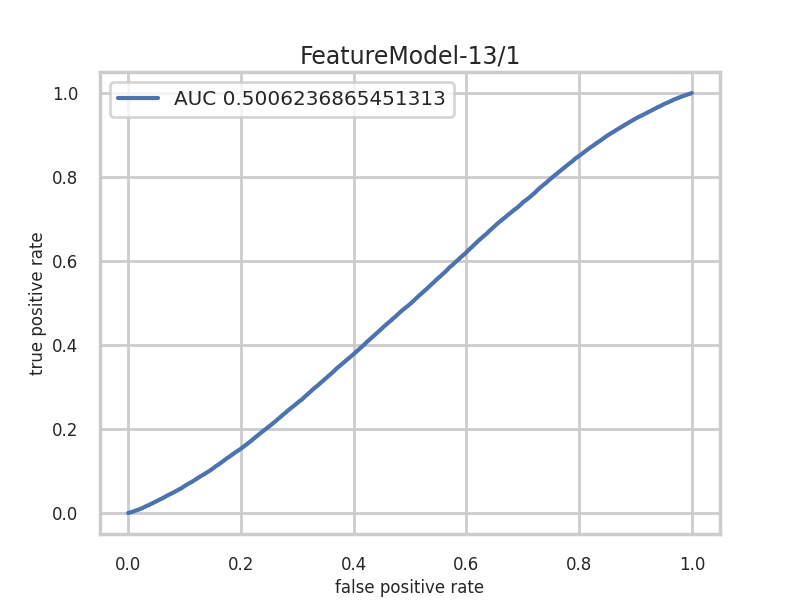 FeatureModel-13/1
AUC 0.5006236865451313
1.0
0.8
0.6
0.4
0.2
0.0
true positive rate
0.0 0.2 0.4 0.6 0.8 1.0
false positive rate